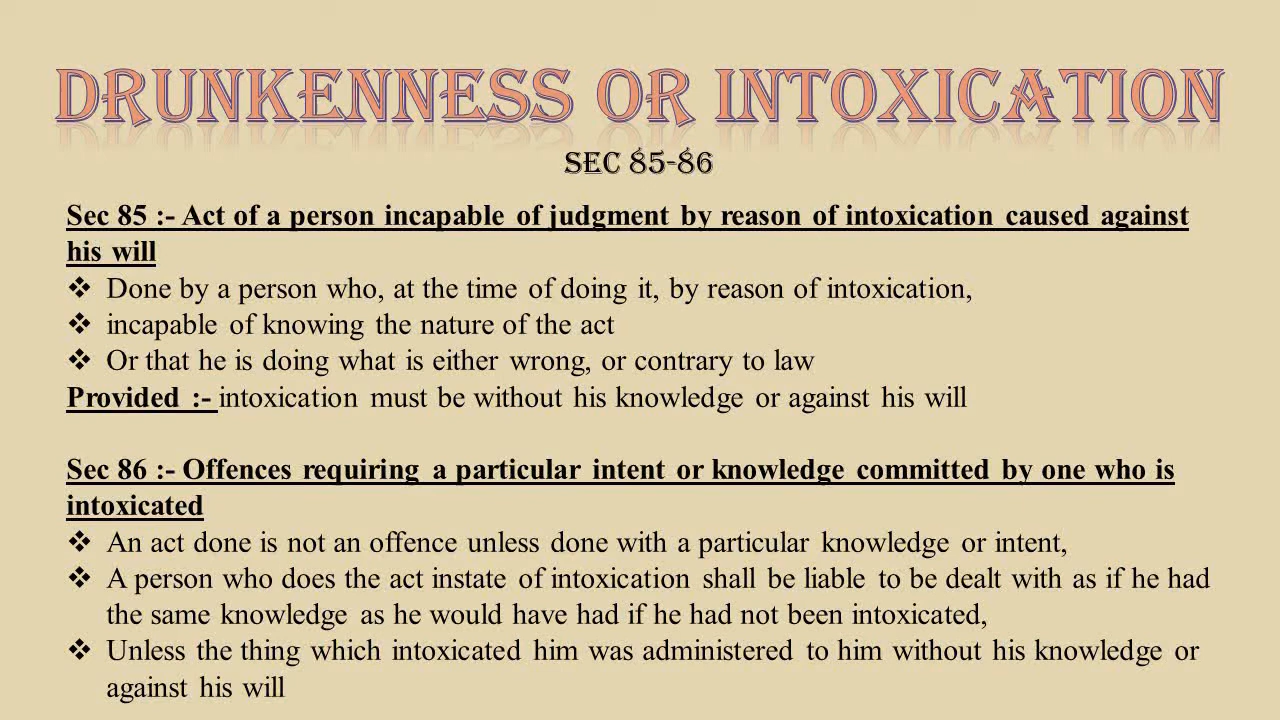 DRUNKENNESS OR INTOXICATION
SEC 85-86
Sec 85 :- Act of a person incapable of judgment by reason of intoxication caused against
his will
❖ Done by a person who, at the time of doing it, by reason of intoxication,
❖ incapable of knowing the nature of the act
❖ Or that he is doing what is either wrong, or contrary to law
Provided :- intoxication must be without his knowledge or against his will
Sec 86 :- Offences requiring a particular intent or knowledge committed by one who is
intoxicated
❖ An act done is not an offence unless done with a particular knowledge or intent,
❖ A person who does the act instate of intoxication shall be liable to be dealt with as if he had
the same knowledge as he would have had if he had not been intoxicated,
❖ Unless the thing which intoxicated him was administered to him without his knowledge or
against his will